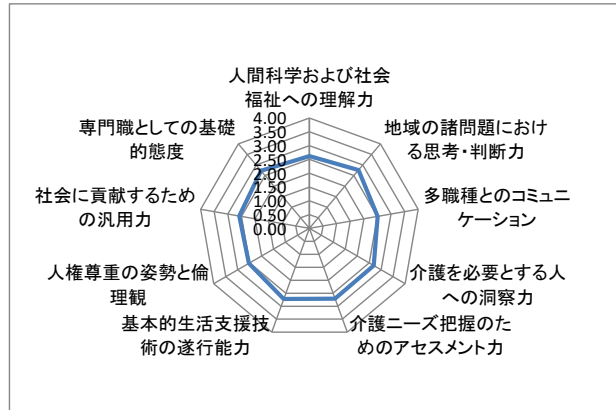 人間科学および社会
福祉への理解力
地域の諸問題におけ
る思考・判断力
多職種とのコミュニ
ケーション
介護を必要とする人
への洞察力
介護ニーズ把握のた
めのアセスメント力
基本的生活支援技
術の遂行能力
人権尊重の姿勢と倫
理観
社会に貢献するため
の汎用力
専門職としての基礎
的態度
4.00
3.50
3.00
2.50
2.00
1.50
1.00
0.50
0.00